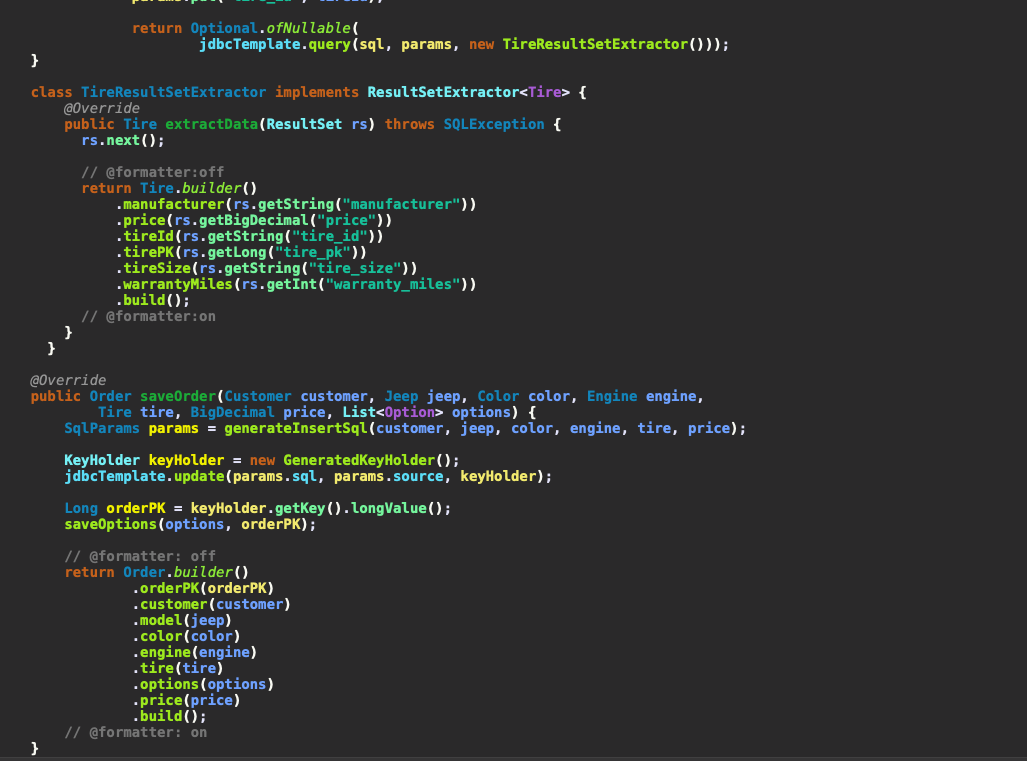 params.put("tire_id", tireId);

                return Optional.ofNullable(
                        jdbcTemplate.query(sql, params, new TireResultSetExtractor()));
    }

    class TireResultSetExtractor implements ResultSetExtractor<Tire> {
        @Override
        public Tire extractData(ResultSet rs) throws SQLException {
          rs.next();

          // @formatter:off
          return Tire.builder()
              .manufacturer(rs.getString("manufacturer"))
              .price(rs.getBigDecimal("price"))
              .tireId(rs.getString("tire_id"))
              .tirePK(rs.getLong("tire_pk"))
              .tireSize(rs.getString("tire_size"))
              .warrantyMiles(rs.getInt("warranty_miles"))
              .build();
          // @formatter:on
        }
      }

    @Override
    public Order saveOrder(Customer customer, Jeep jeep, Color color, Engine engine,
            Tire tire, BigDecimal price, List<Option> options) {
        SqlParams params = generateInsertSql(customer, jeep, color, engine, tire, price);

        KeyHolder keyHolder = new GeneratedKeyHolder();
        jdbcTemplate.update(params.sql, params.source, keyHolder);

        Long orderPK = keyHolder.getKey().longValue();
        saveOptions(options, orderPK);

        // @formatter: off
        return Order.builder()
                .orderPK(orderPK)
                .customer(customer)
                .model(jeep)
                .color(color)
                .engine(engine)
                .tire(tire)
                .options(options)
                .price(price)
                .build();
        // @formatter: on
    }